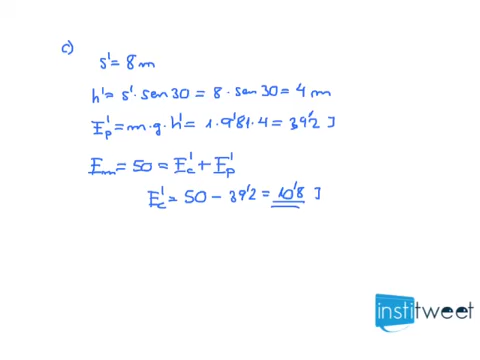 c)
s' = 8 m
h' = s' · sen 30 = 8 · sen 30 = 4 m
E'p = m · g · h' = 1 · 9'81 · 4 = 39'2 J
Em = 50 = E'c + E'p
E'c = 50 - 39'2 = 10'8 J
institweet